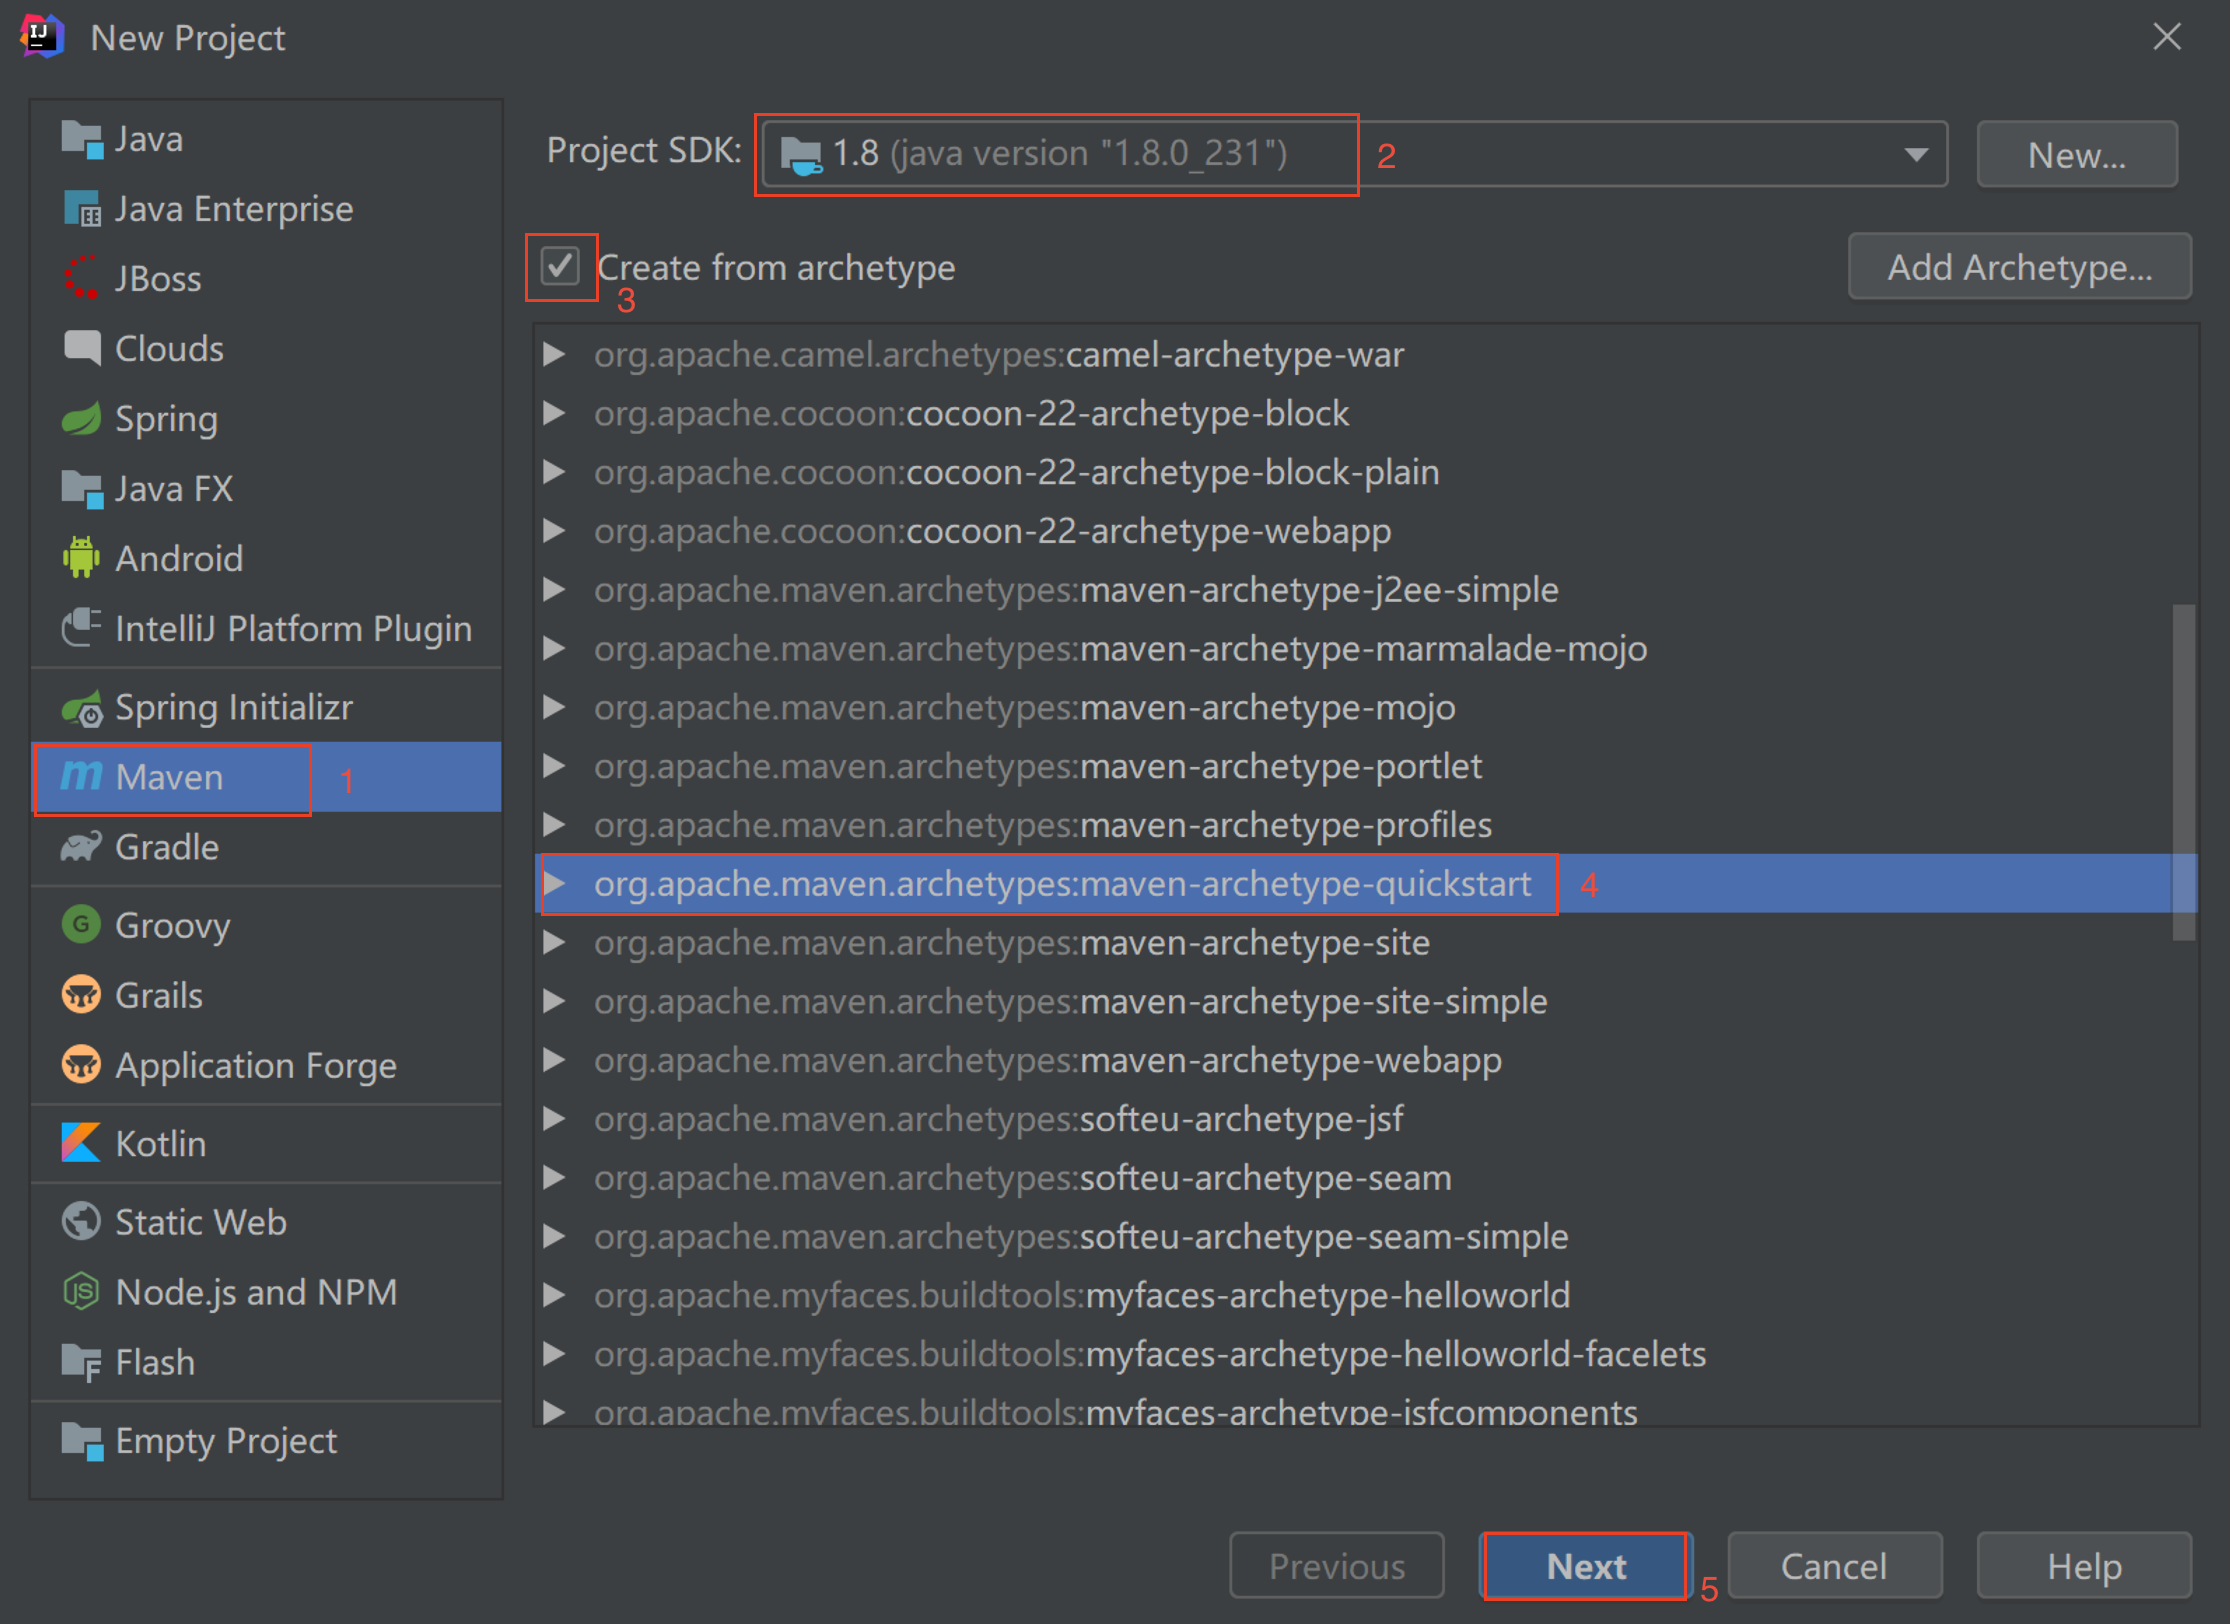 New Project
Java
Java Enterprise
JBoss
Clouds
Spring
Java FX
Android
IntelliJ Platform Plugin
Spring Initializr
Maven 1
Gradle
Groovy
Grails
Application Forge
Kotlin
Static Web
Node.js and NPM
Flash
Empty Project
Project SDK: 1.8 (java version "1.8.0_231") 2 New...
Create from archetype 3 Add Archetype...
org.apache.camel.archetypes:camel-archetype-war
org.apache.cocoon:cocoon-22-archetype-block
org.apache.cocoon:cocoon-22-archetype-block-plain
org.apache.cocoon:cocoon-22-archetype-webapp
org.apache.maven.archetypes:maven-archetype-j2ee-simple
org.apache.maven.archetypes:maven-archetype-marmalade-mojo
org.apache.maven.archetypes:maven-archetype-mojo
org.apache.maven.archetypes:maven-archetype-portlet
org.apache.maven.archetypes:maven-archetype-profiles
org.apache.maven.archetypes:maven-archetype-quickstart 4
org.apache.maven.archetypes:maven-archetype-site
org.apache.maven.archetypes:maven-archetype-site-simple
org.apache.maven.archetypes:maven-archetype-webapp
org.apache.maven.archetypes:softeu-archetype-jsf
org.apache.maven.archetypes:softeu-archetype-seam
org.apache.maven.archetypes:softeu-archetype-seam-simple
org.apache.myfaces.buildtools:myfaces-archetype-helloworld
org.apache.myfaces.buildtools:myfaces-archetype-helloworld-facelets
org.apache.myfaces.buildtools:myfaces-archetype-jsfcomponents
Previous Next 5 Cancel Help